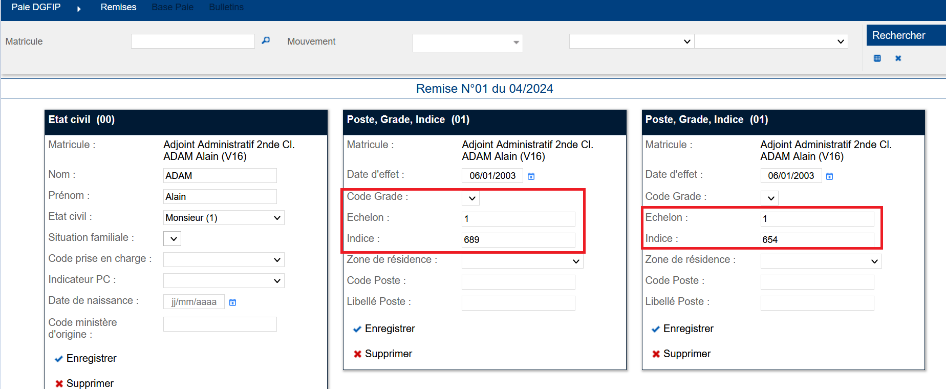 Paie DGFIP Remises Base Paie Bulletins
Matricule Mouvement
Rechercher
Remise N°01 du 04/2024
Etat civil (00)
Matricule : Adjoint Administratif 2nde Cl.
ADAM Alain (V16)
Nom : ADAM
Prénom : Alain
Etat civil : Monsieur (1)
Situation familiale :
Code prise en charge :
Indicateur PC :
Date de naissance : jj/mm/aaaa
Code ministère
d'origine :
Enregistrer
Supprimer
Poste, Grade, Indice (01)
Matricule : Adjoint Administratif 2nde Cl.
ADAM Alain (V16)
Date d'effet : 06/01/2003
Code Grade :
Echelon : 1
Indice : 689
Zone de résidence :
Code Poste :
Libellé Poste :
Enregistrer
Supprimer
Poste, Grade, Indice (01)
Matricule : Adjoint Administratif 2nde Cl.
ADAM Alain (V16)
Date d'effet : 06/01/2003
Code Grade :
Echelon : 1
Indice : 654
Zone de résidence :
Code Poste :
Libellé Poste :
Enregistrer
Supprimer